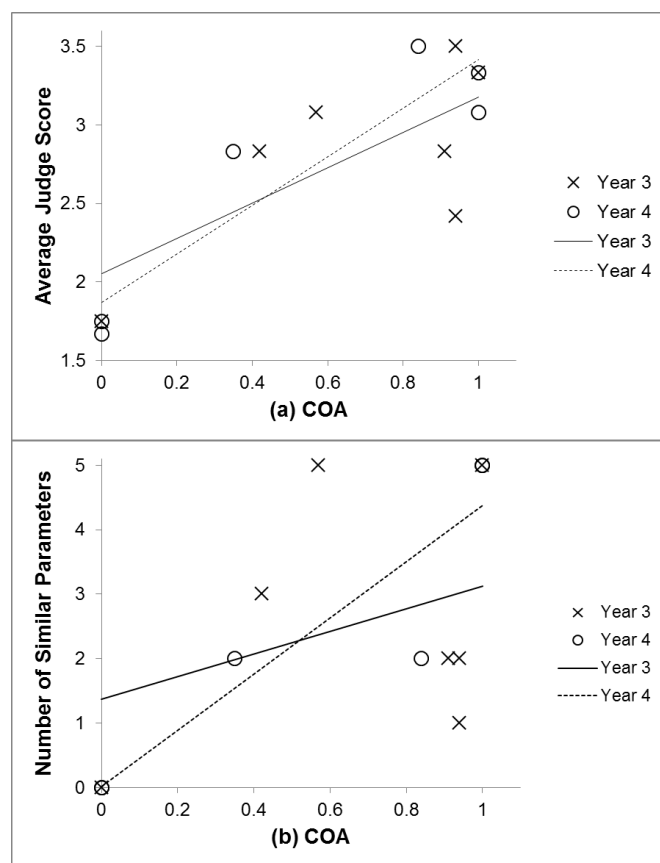 3.5
3
2.5
2
1.5
Average Judge Score
0
0.2
0.4
0.6
0.8
1
(a) COA
Year 3
Year 4
Year 3
Year 4
5
4
3
2
1
0
Number of Similar Parameters
0
0.2
0.4
0.6
0.8
1
(b) COA
Year 3
Year 4
Year 3
Year 4